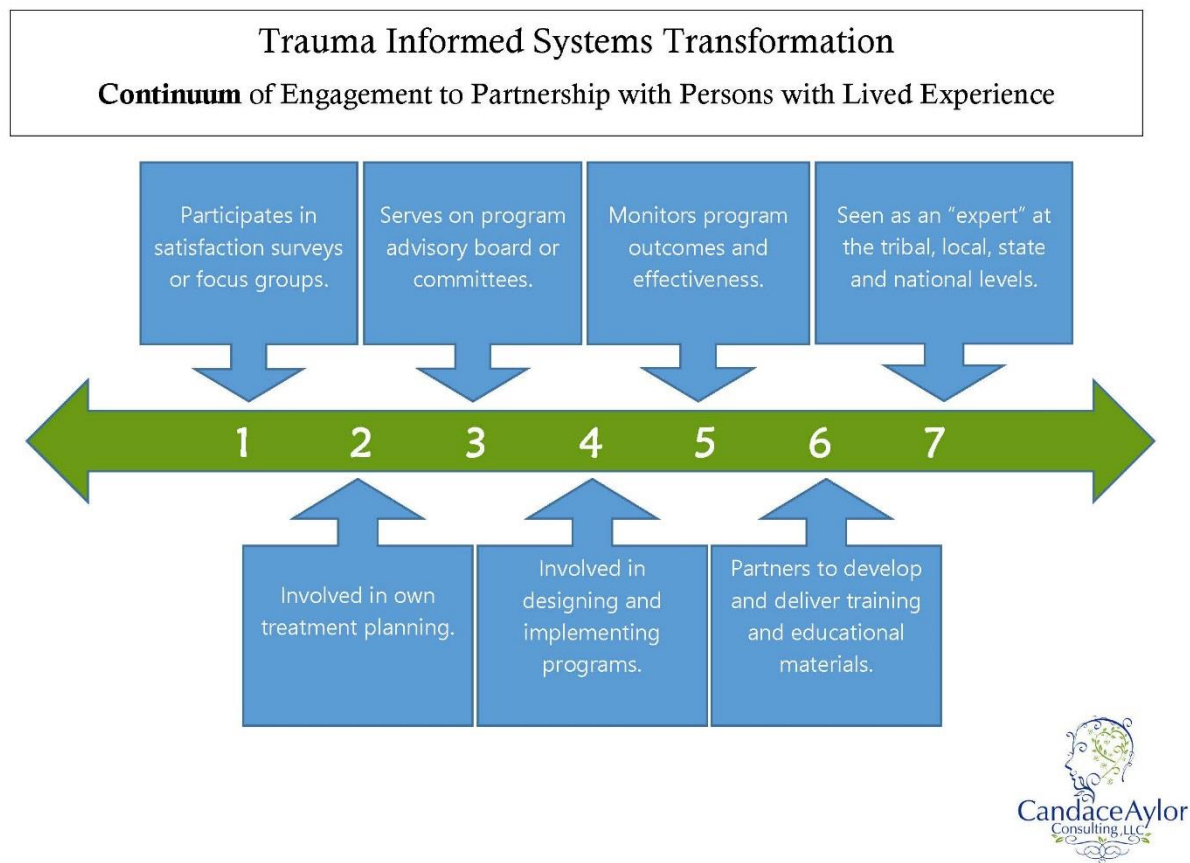 Trauma Informed Systems Transformation
Continuum of Engagement to Partnership with Persons with Lived Experience
Participates in
satisfaction surveys
or focus groups.
Serves on program
advisory board or
committees.
Monitors program
outcomes and
effectiveness.
Seen as an “expert” at
the tribal, local, state
and national levels.
1 2 3 4 5 6 7
Involved in own
treatment planning.
Involved in
designing and
implementing
programs.
Partners to develop
and deliver training
and educational
materials.
CandaceAylor
Consulting, LLC